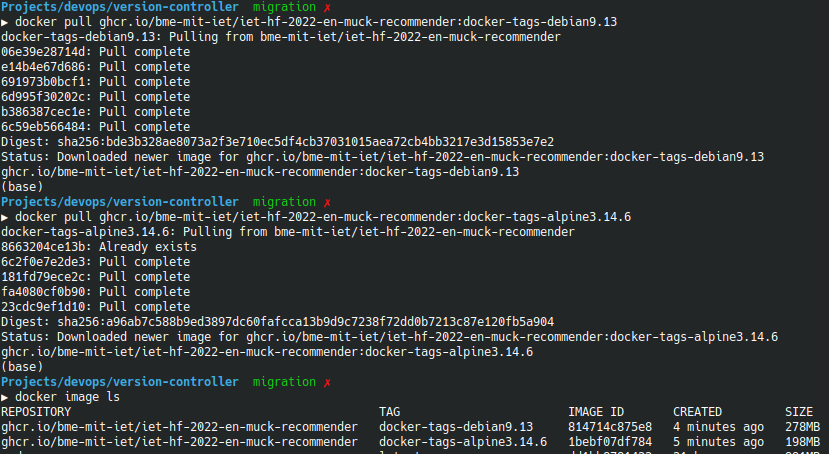 Projects/devops/version-controller migration ✗
▶ docker pull ghcr.io/bme-mit-iet/iet-hf-2022-en-muck-recommender:docker-tags-debian9.13
docker-tags-debian9.13: Pulling from bme-mit-iet/iet-hf-2022-en-muck-recommender
06e39e28714d: Pull complete
e14b4e67d686: Pull complete
691973b0bcf1: Pull complete
6d995f30202c: Pull complete
b386387cec1e: Pull complete
6c59eb566484: Pull complete
Digest: sha256:bde3b328ae8073a2f3e710ec5df4cb37031015aea72cb4bb3217e3d15853e7e2
Status: Downloaded newer image for ghcr.io/bme-mit-iet/iet-hf-2022-en-muck-recommender:docker-tags-debian9.13
ghcr.io/bme-mit-iet/iet-hf-2022-en-muck-recommender:docker-tags-debian9.13
(base)
Projects/devops/version-controller migration ✗
▶ docker pull ghcr.io/bme-mit-iet/iet-hf-2022-en-muck-recommender:docker-tags-alpine3.14.6
docker-tags-alpine3.14.6: Pulling from bme-mit-iet/iet-hf-2022-en-muck-recommender
8663204ce13b: Already exists
6c2f0e7e2de3: Pull complete
181fd79ece2c: Pull complete
fa4080cf0b90: Pull complete
23cdc9ef1d10: Pull complete
Digest: sha256:a96ab7c588b9ed3897dc60fafcca13b9d9c7238f72dd0b7213c87e120fb5a904
Status: Downloaded newer image for ghcr.io/bme-mit-iet/iet-hf-2022-en-muck-recommender:docker-tags-alpine3.14.6
ghcr.io/bme-mit-iet/iet-hf-2022-en-muck-recommender:docker-tags-alpine3.14.6
(base)
Projects/devops/version-controller migration ✗
▶ docker image ls
REPOSITORY TAG IMAGE ID CREATED SIZE
ghcr.io/bme-mit-iet/iet-hf-2022-en-muck-recommender docker-tags-debian9.13 814714c875e8 4 minutes ago 278MB
ghcr.io/bme-mit-iet/iet-hf-2022-en-muck-recommender docker-tags-alpine3.14.6 1bebf07df784 5 minutes ago 198MB